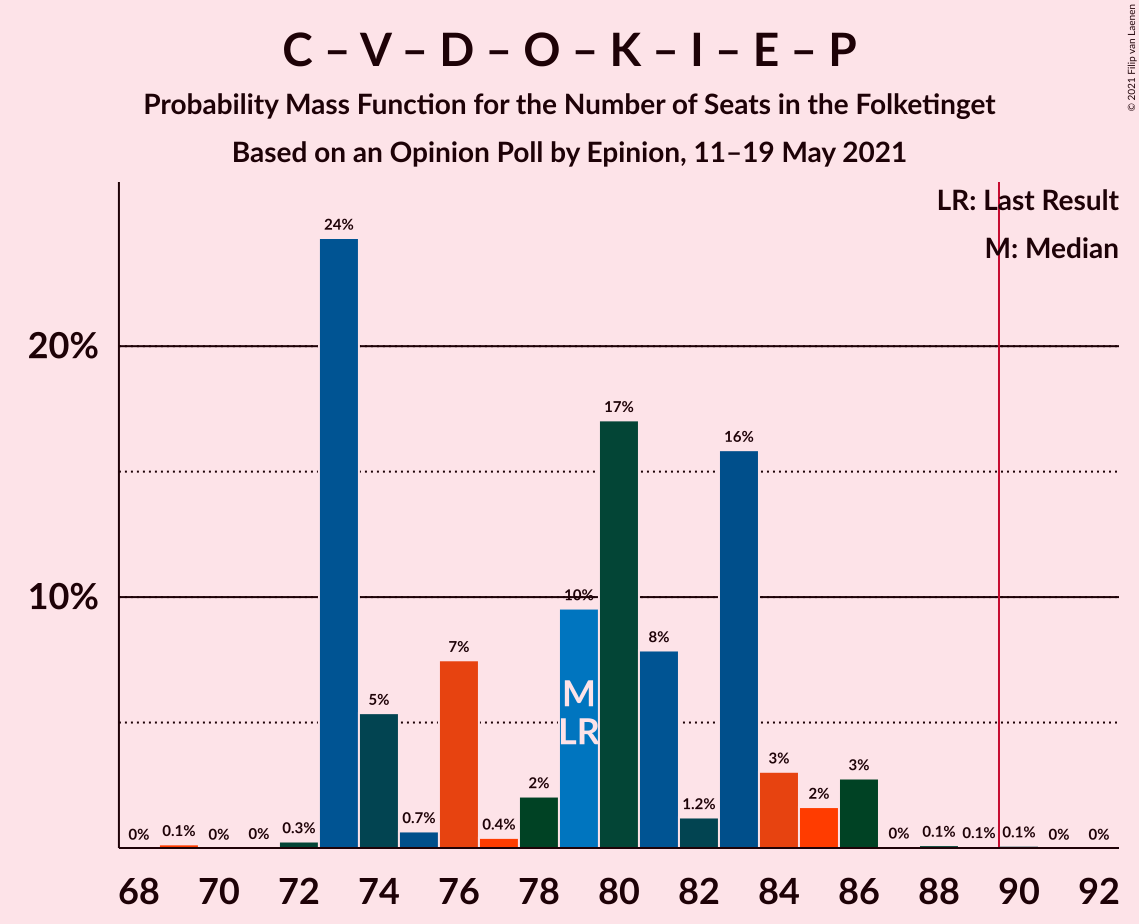 C – V – D – O – K – I – E – P
Probability Mass Function for the Number of Seats in the Folketinget
Based on an Opinion Poll by Epinion, 11–19 May 2021
© 2021 Filip van Laenen
LR: Last Result
M: Median
20%
10%
0% 0.1% 0% 0% 0.3% 24% 5% 0.7% 7% 0.4% 2% 10% 17% 8% 1.2% 16% 3% 2% 3% 0% 0.1% 0.1% 0.1% 0% 0%
M
LR
68 70 72 74 76 78 80 82 84 86 88 90 92